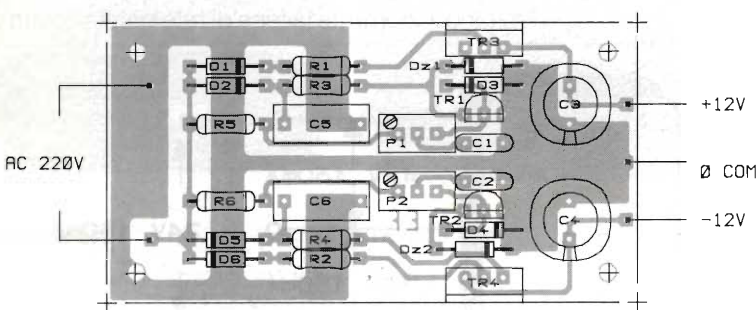 TR3
D1 R1 Dz1
D2 R3 D3
TR1 C3
+12V
R5 C5 P1 C1
AC 220V
Ø COM
R6 C6 P2 C2
TR2 C4
-12V
D5 R4 D4
D6 R2 Dz2
TR4